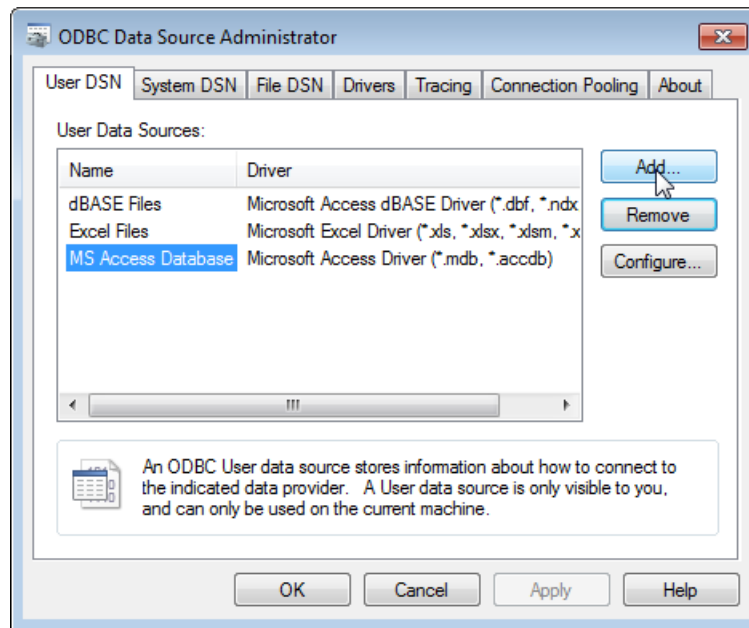 ODBC Data Source Administrator
User DSN System DSN File DSN Drivers Tracing Connection Pooling About
User Data Sources:
Name Driver
dBASE Files Microsoft Access dBASE Driver (*.dbf, *.ndx
Excel Files Microsoft Excel Driver (*.xls, *.xlsx, *.xlsm, *.x
MS Access Database Microsoft Access Driver (*.mdb, *.accdb)
Add...
Remove
Configure...
An ODBC User data source stores information about how to connect to
the indicated data provider. A User data source is only visible to you,
and can only be used on the current machine.
OK Cancel Apply Help